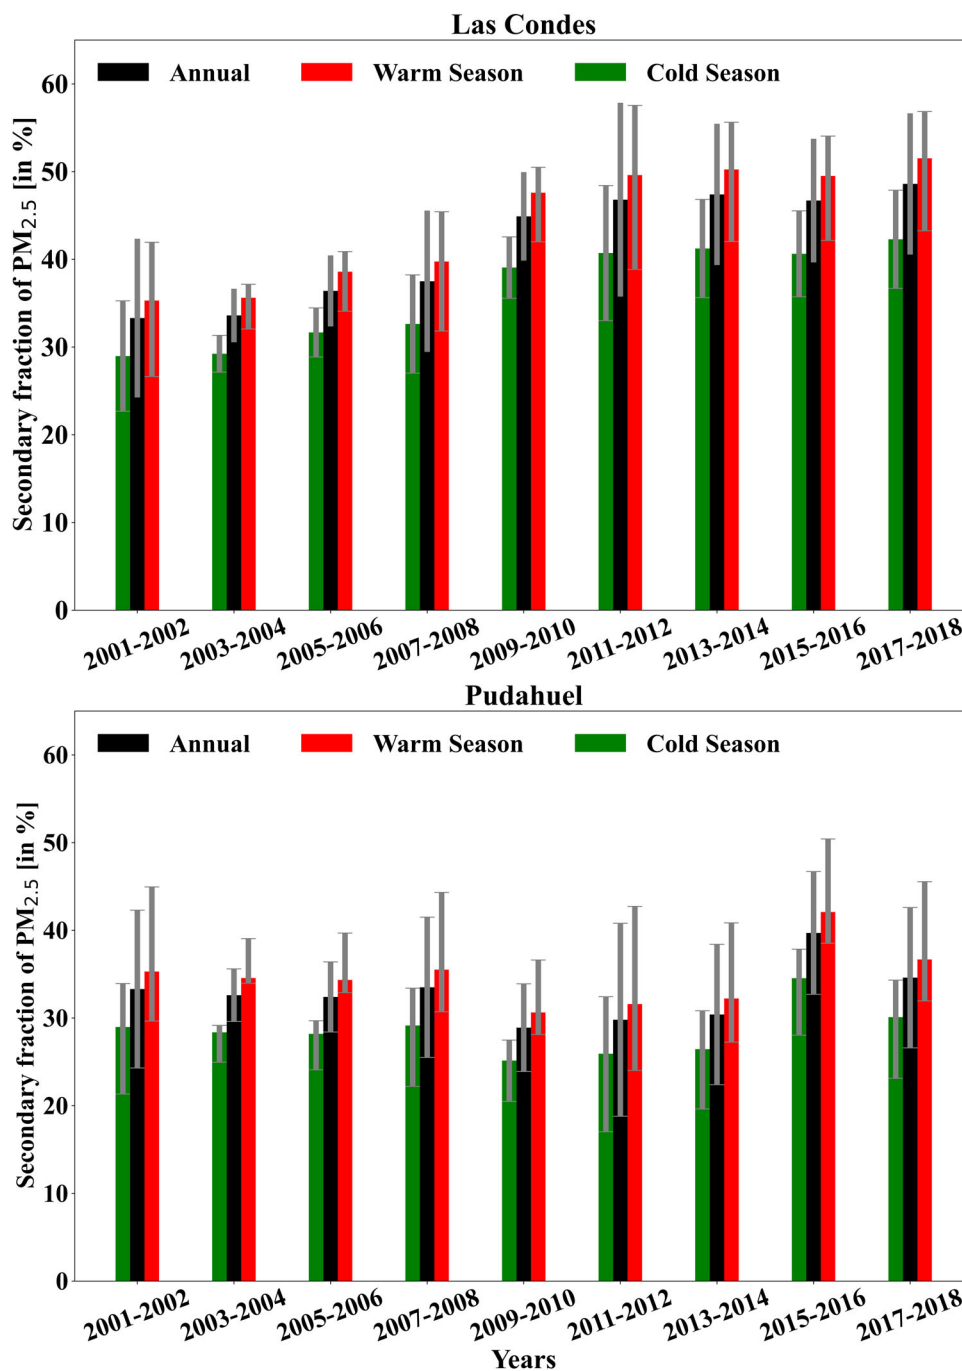 Las Condes
Annual Warm Season Cold Season
Secondary fraction of PM2.5 [in %]
60
50
40
30
20
10
0
2001-2002 2003-2004 2005-2006 2007-2008 2009-2010 2011-2012 2013-2014 2015-2016 2017-2018
Pudahuel
Annual Warm Season Cold Season
Secondary fraction of PM2.5 [in %]
60
50
40
30
20
10
0
2001-2002 2003-2004 2005-2006 2007-2008 2009-2010 2011-2012 2013-2014 2015-2016 2017-2018
Years